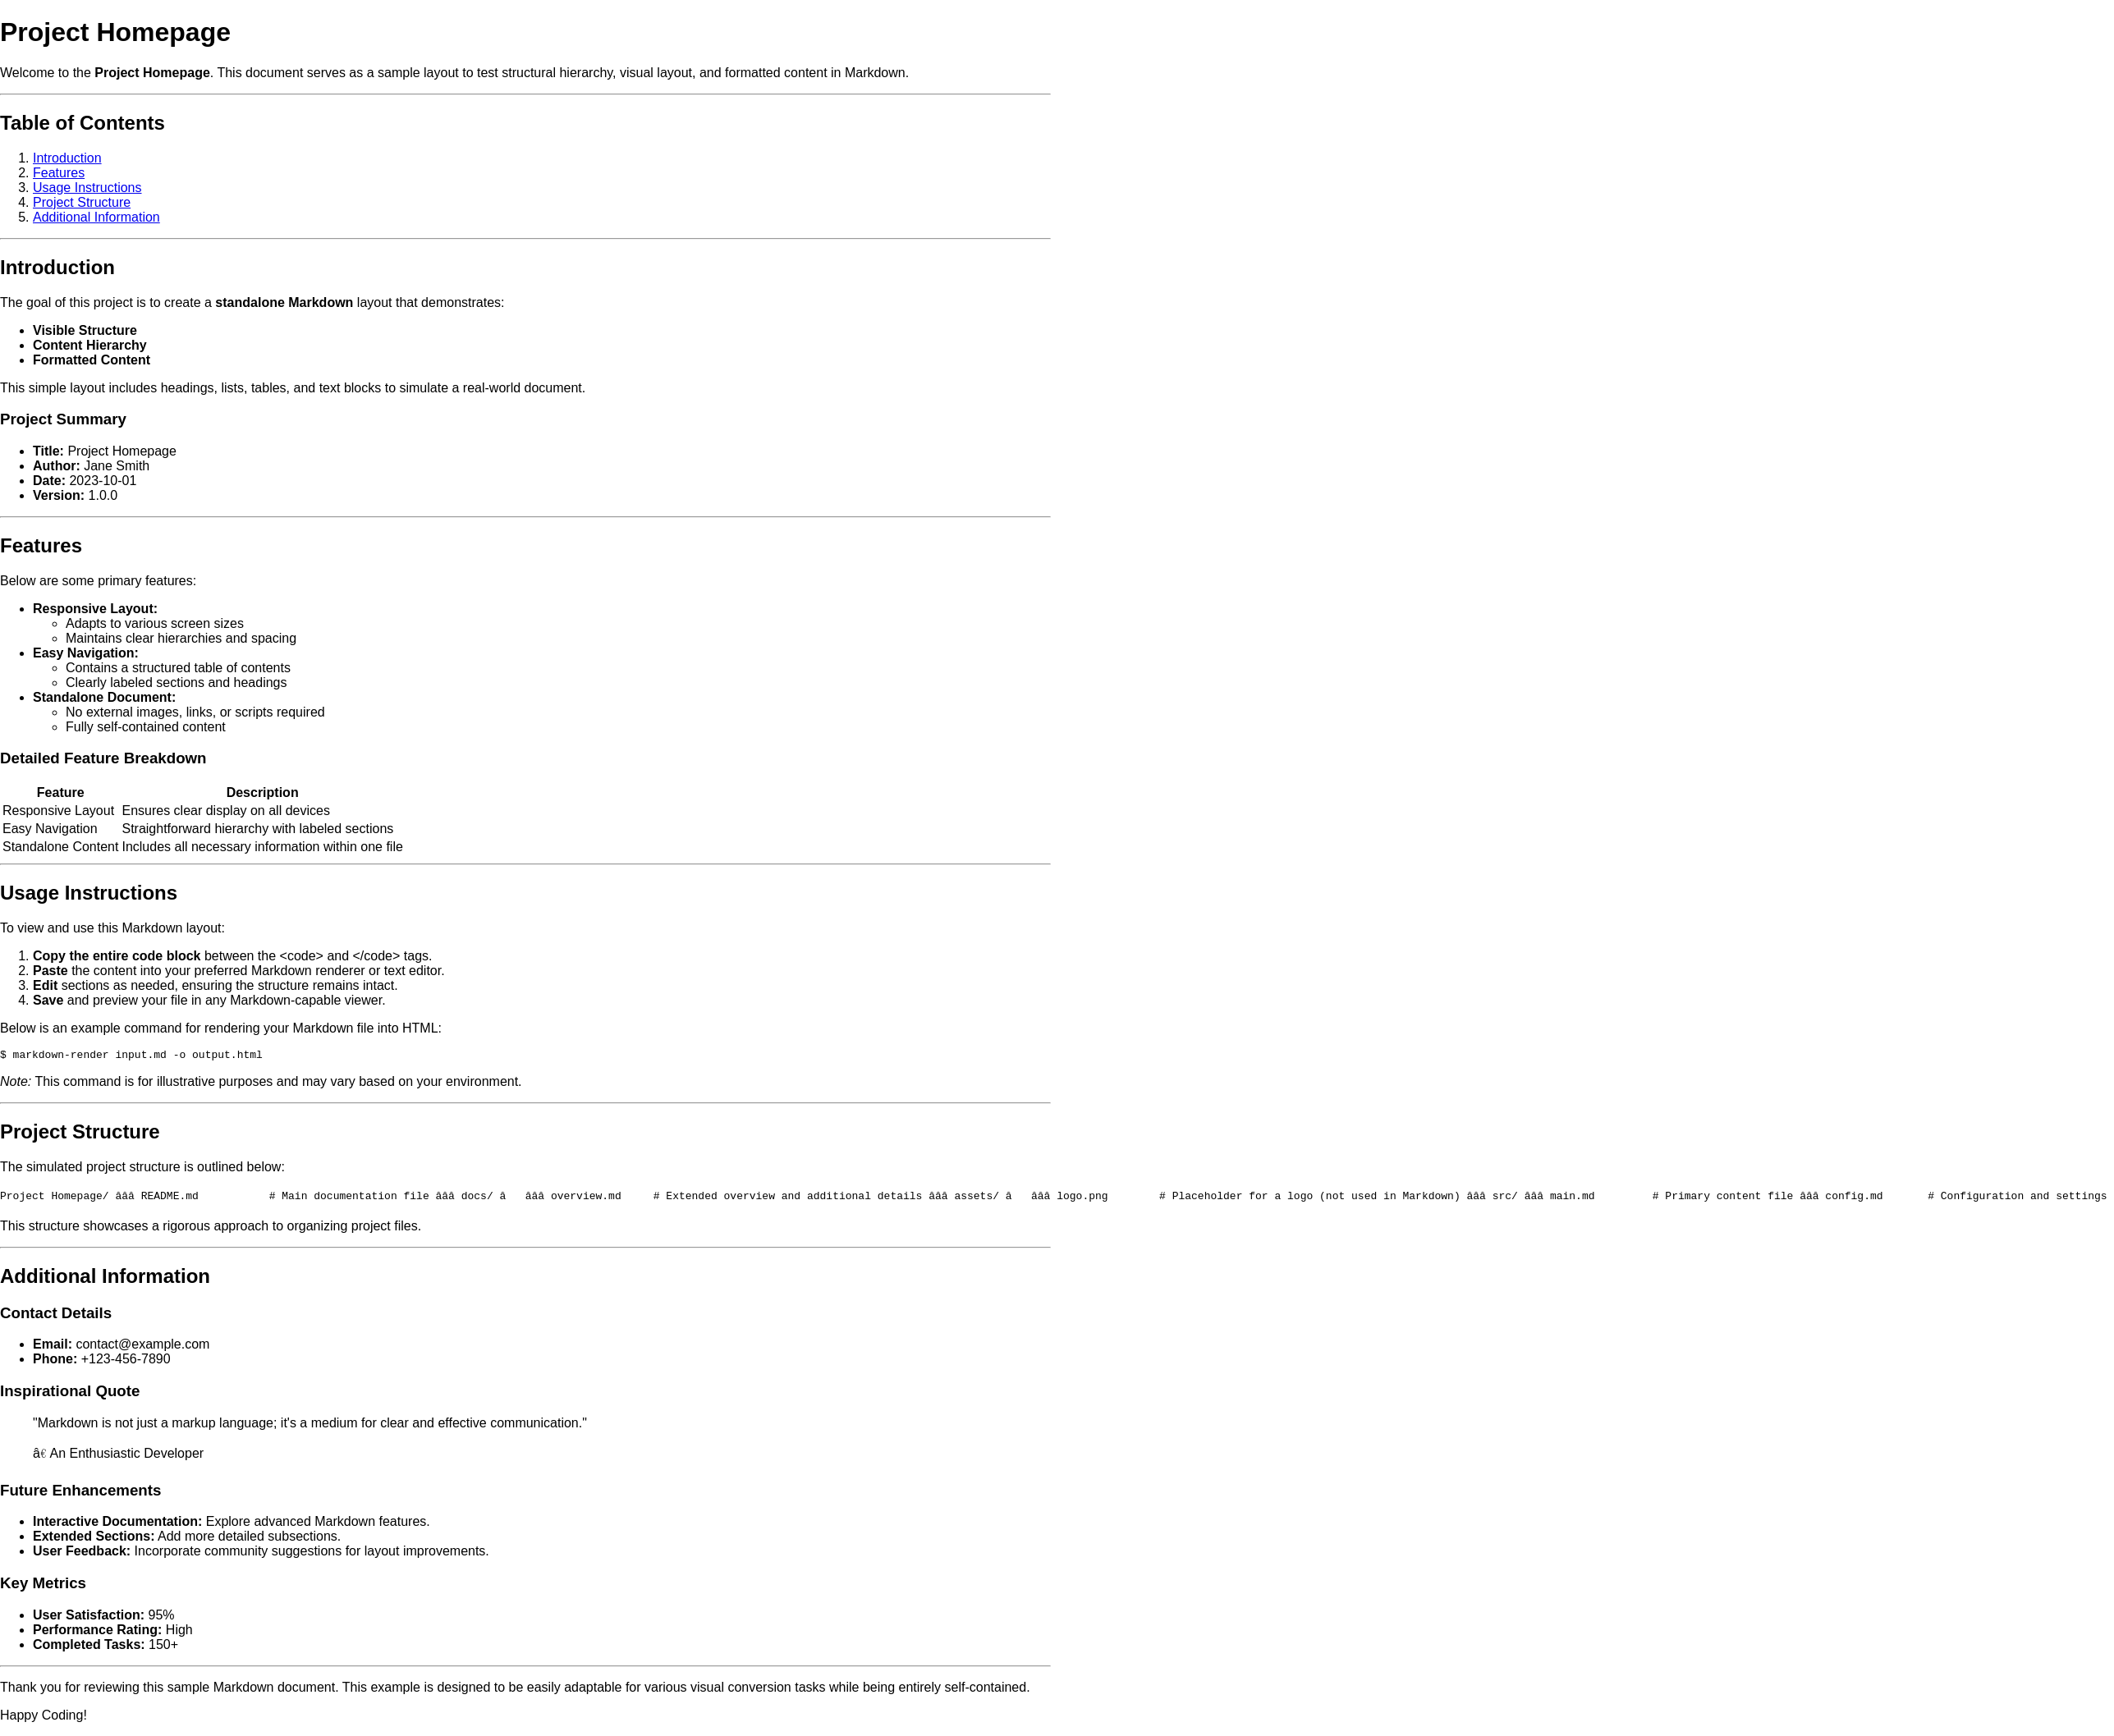 Project Homepage
Welcome to the Project Homepage. This document serves as a sample layout to test structural hierarchy, visual layout, and formatted content in Markdown.
Table of Contents
1. Introduction
2. Features
3. Usage Instructions
4. Project Structure
5. Additional Information
Introduction
The goal of this project is to create a standalone Markdown layout that demonstrates:
• Visible Structure
• Content Hierarchy
• Formatted Content
This simple layout includes headings, lists, tables, and text blocks to simulate a real-world document.
Project Summary
• Title: Project Homepage
• Author: Jane Smith
• Date: 2023-10-01
• Version: 1.0.0
Features
Below are some primary features:
• Responsive Layout:
◦ Adapts to various screen sizes
◦ Maintains clear hierarchies and spacing
• Easy Navigation:
◦ Contains a structured table of contents
◦ Clearly labeled sections and headings
• Standalone Document:
◦ No external images, links, or scripts required
◦ Fully self-contained content
Detailed Feature Breakdown
Feature Description
Responsive Layout Ensures clear display on all devices
Easy Navigation Straightforward hierarchy with labeled sections
Standalone Content Includes all necessary information within one file
Usage Instructions
To view and use this Markdown layout:
1. Copy the entire code block between the <code> and </code> tags.
2. Paste the content into your preferred Markdown renderer or text editor.
3. Edit sections as needed, ensuring the structure remains intact.
4. Save and preview your file in any Markdown-capable viewer.
Below is an example command for rendering your Markdown file into HTML:
$ markdown-render input.md -o output.html
Note: This command is for illustrative purposes and may vary based on your environment.
Project Structure
The simulated project structure is outlined below:
Project Homepage/ âââ README.md # Main documentation file âââ docs/ â âââ overview.md # Extended overview and additional details âââ assets/ â âââ logo.png # Placeholder for a logo (not used in Markdown) âââ src/ âââ main.md # Primary content file âââ config.md # Configuration and settings
This structure showcases a rigorous approach to organizing project files.
Additional Information
Contact Details
• Email: contact@example.com
• Phone: +123-456-7890
Inspirational Quote
"Markdown is not just a markup language; it's a medium for clear and effective communication."
â€ An Enthusiastic Developer
Future Enhancements
• Interactive Documentation: Explore advanced Markdown features.
• Extended Sections: Add more detailed subsections.
• User Feedback: Incorporate community suggestions for layout improvements.
Key Metrics
• User Satisfaction: 95%
• Performance Rating: High
• Completed Tasks: 150+
Thank you for reviewing this sample Markdown document. This example is designed to be easily adaptable for various visual conversion tasks while being entirely self-contained.
Happy Coding!